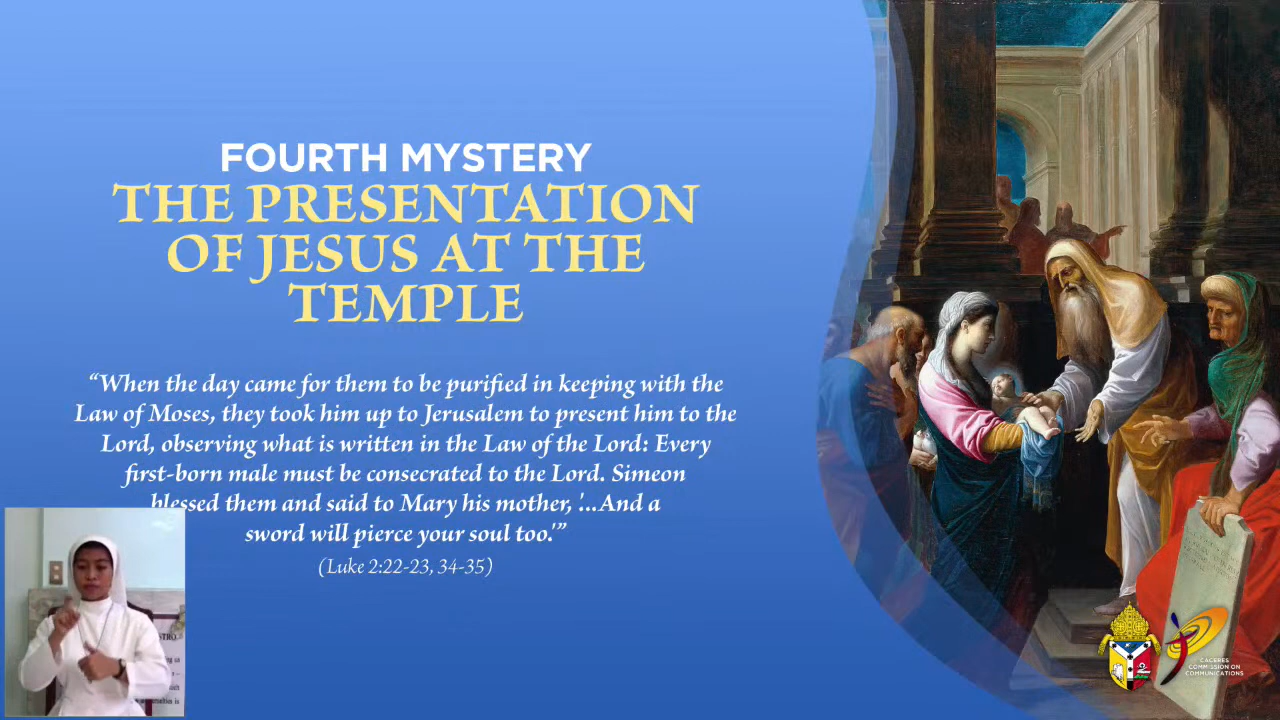 FOURTH MYSTERY
THE PRESENTATION
OF JESUS AT THE
TEMPLE
“When the day came for them to be purified in keeping with the
Law of Moses, they took him up to Jerusalem to present him to the
Lord, observing what is written in the Law of the Lord: Every
first-born male must be consecrated to the Lord. Simeon
blessed them and said to Mary his mother, '...And a
sword will pierce your soul too.'”
(Luke 2:22-23, 34-35)
CACERES
COMMISSION ON
COMMUNICATIONS